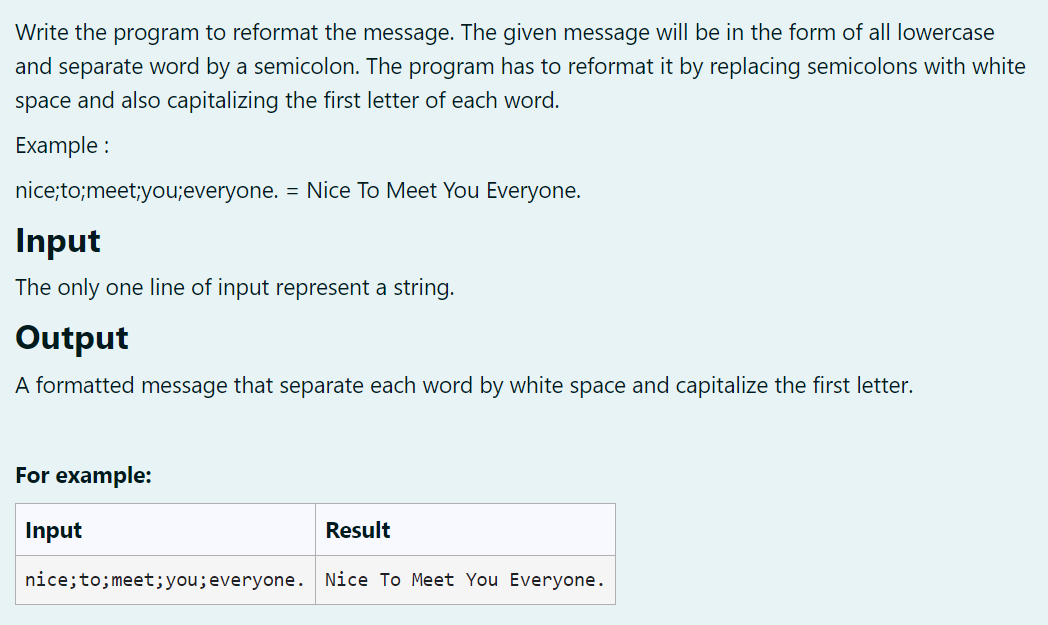 Write the program to reformat the message. The given message will be in the form of all lowercase
and separate word by a semicolon. The program has to reformat it by replacing semicolons with white
space and also capitalizing the first letter of each word.
Example :
nice;to;meet;you;everyone. = Nice To Meet You Everyone.
Input
The only one line of input represent a string.
Output
A formatted message that separate each word by white space and capitalize the first letter.
For example:
Input Result
nice;to;meet;you;everyone. Nice To Meet You Everyone.